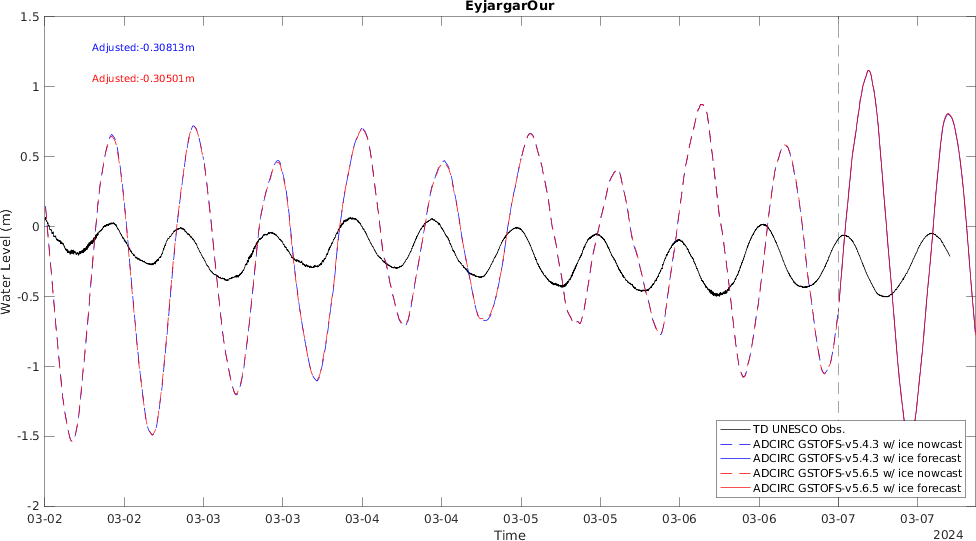 EyjargarOur
Adjusted:-0.30813m
Adjusted:-0.30501m
1.5
1
0.5
0
-0.5
-1
-1.5
-2
Water Level (m)
TD UNESCO Obs.
ADCIRC GSTOFS-v5.4.3 w/ ice nowcast
ADCIRC GSTOFS-v5.4.3 w/ ice forecast
ADCIRC GSTOFS-v5.6.5 w/ ice nowcast
ADCIRC GSTOFS-v5.6.5 w/ ice forecast
03-02 03-02 03-03 03-03 03-04 03-04 03-05 03-05 03-06 03-06 03-07 03-07
Time
2024